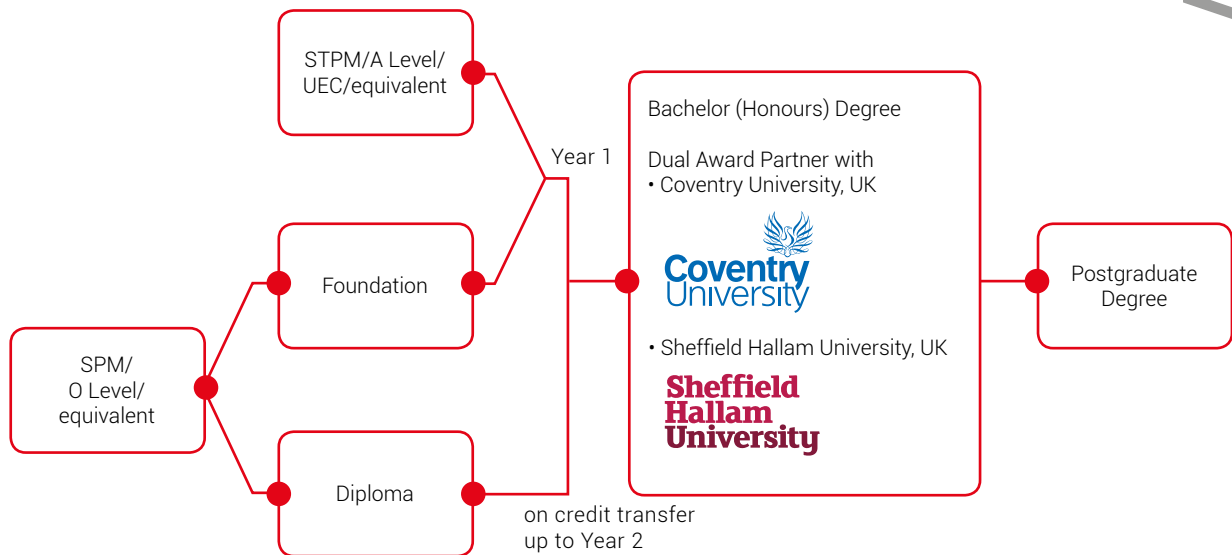 STPM/A Level/
UEC/equivalent
Year 1
Foundation
SPM/
O Level/
equivalent
Diploma
on credit transfer
up to Year 2
Bachelor (Honours) Degree
Dual Award Partner with
• Coventry University, UK
Coventry
University
• Sheffield Hallam University, UK
Sheffield
Hallam
University
Postgraduate
Degree